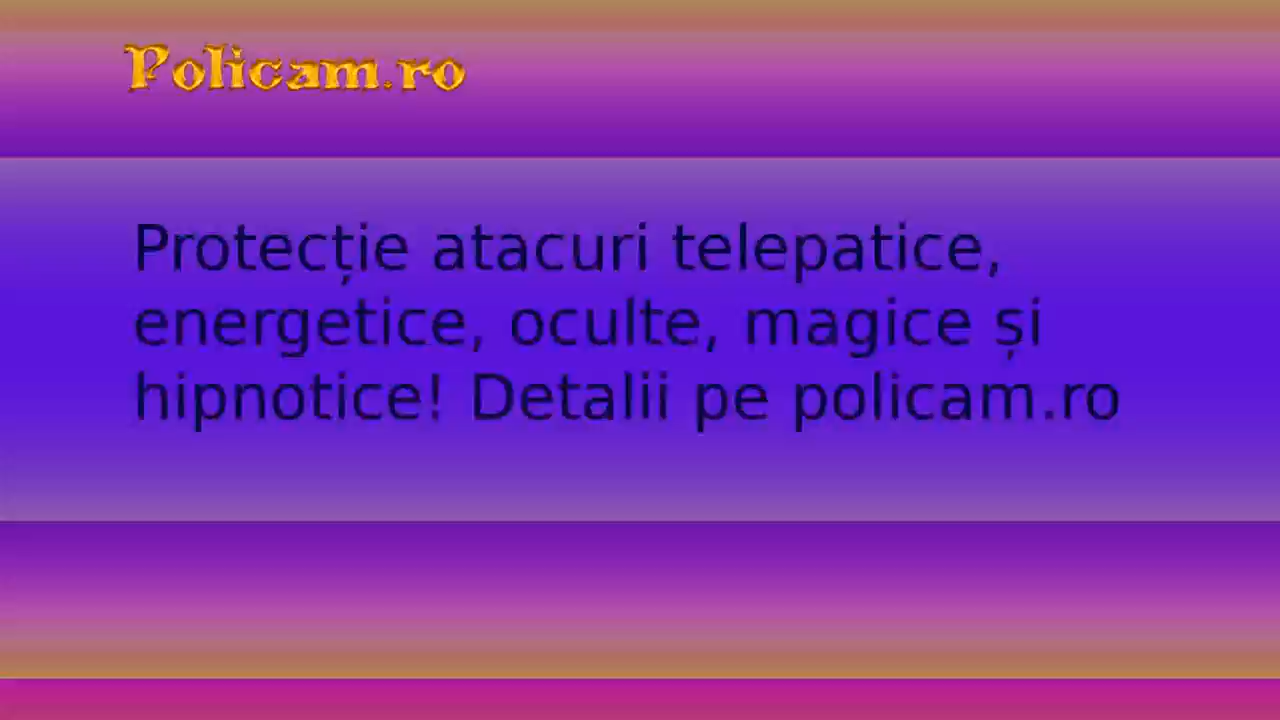 Policam.ro
Protecție atacuri telepatice,
energetice, oculte, magice și
hipnotice! Detalii pe policam.ro